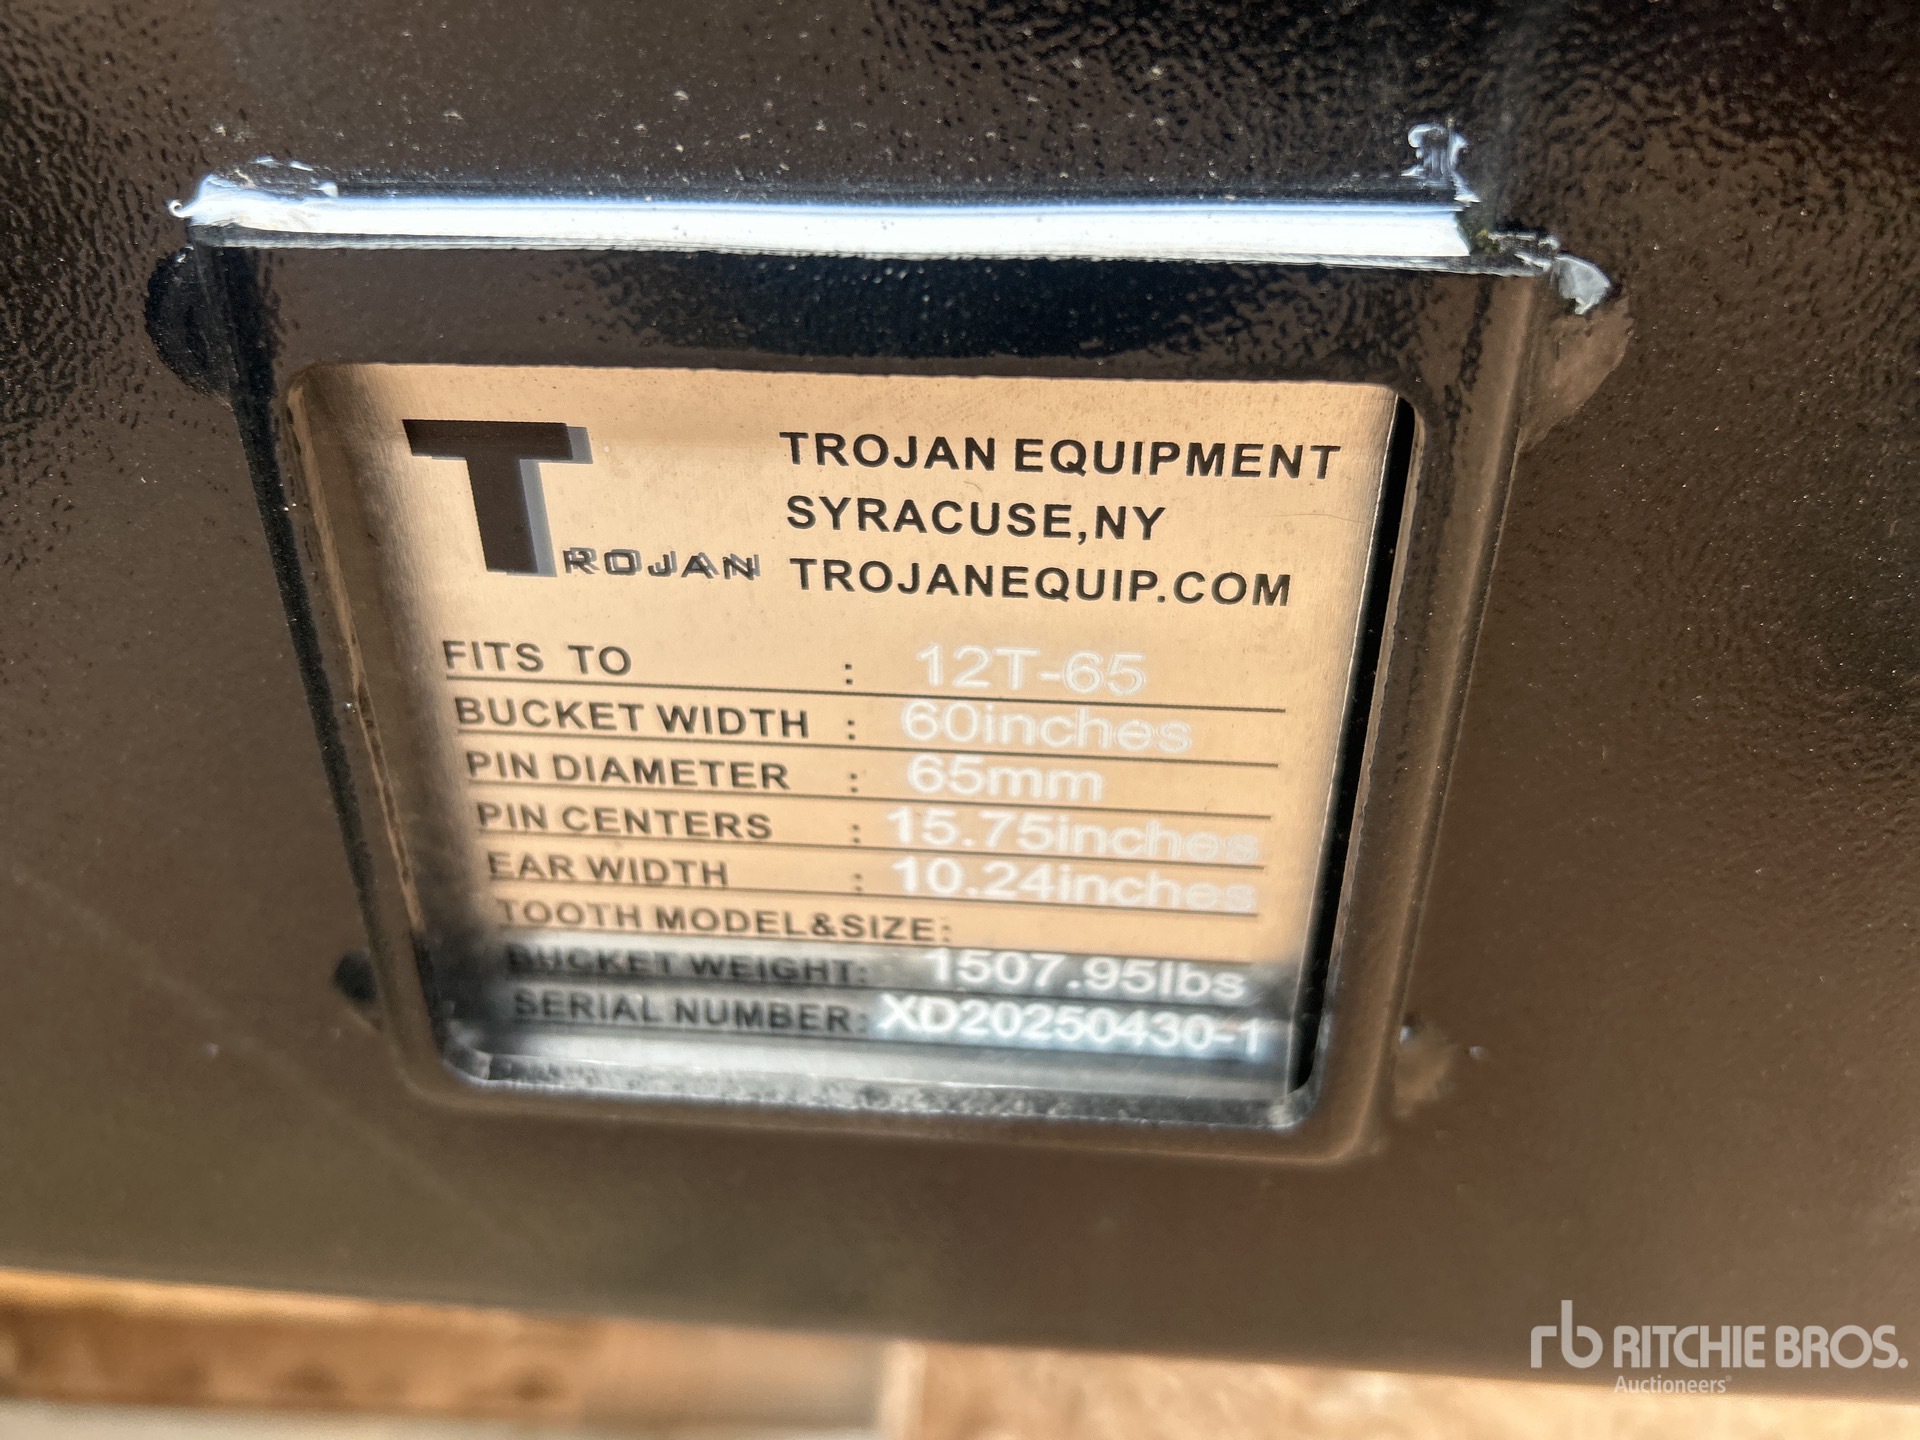 TROJAN
TROJAN EQUIPMENT
SYRACUSE,NY
TROJANEQUIP.COM
FITS TO : 12T-65
BUCKET WIDTH : 60inches
PIN DIAMETER : 65mm
PIN CENTERS : 15.75inches
EAR WIDTH : 10.24inches
TOOTH MODEL&SIZE:
BUCKET WEIGHT: 1507.95lbs
SERIAL NUMBER: XD20250430-1
rb RITCHIE BROS.
Auctioneers